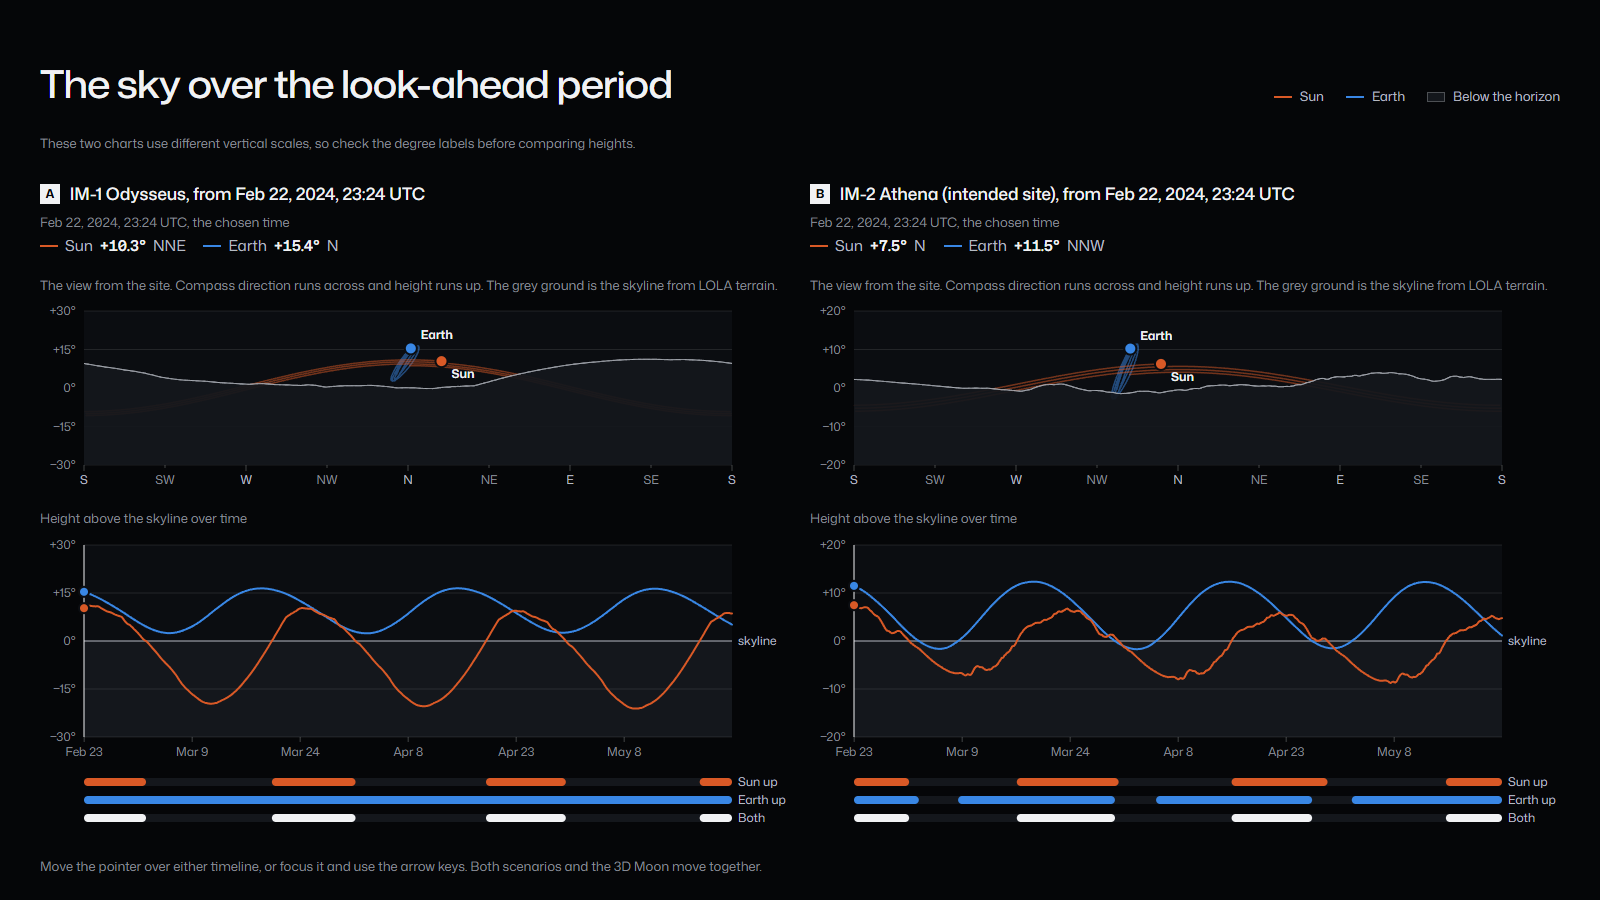 The sky over the look-ahead period
Sun Earth Below the horizon
These two charts use different vertical scales, so check the degree labels before comparing heights.
A IM-1 Odysseus, from Feb 22, 2024, 23:24 UTC
Feb 22, 2024, 23:24 UTC, the chosen time
Sun +10.3° NNE Earth +15.4° N
The view from the site. Compass direction runs across and height runs up. The grey ground is the skyline from LOLA terrain.
+30°
+15°
0°
−15°
−30°
Earth
Sun
S SW W NW N NE E SE S
Height above the skyline over time
+30°
+15°
0°
−15°
−30°
skyline
Feb 23 Mar 9 Mar 24 Apr 8 Apr 23 May 8
Sun up
Earth up
Both
B IM-2 Athena (intended site), from Feb 22, 2024, 23:24 UTC
Feb 22, 2024, 23:24 UTC, the chosen time
Sun +7.5° N Earth +11.5° NNW
The view from the site. Compass direction runs across and height runs up. The grey ground is the skyline from LOLA terrain.
+20°
+10°
0°
−10°
−20°
Earth
Sun
S SW W NW N NE E SE S
Height above the skyline over time
+20°
+10°
0°
−10°
−20°
skyline
Feb 23 Mar 9 Mar 24 Apr 8 Apr 23 May 8
Sun up
Earth up
Both
Move the pointer over either timeline, or focus it and use the arrow keys. Both scenarios and the 3D Moon move together.